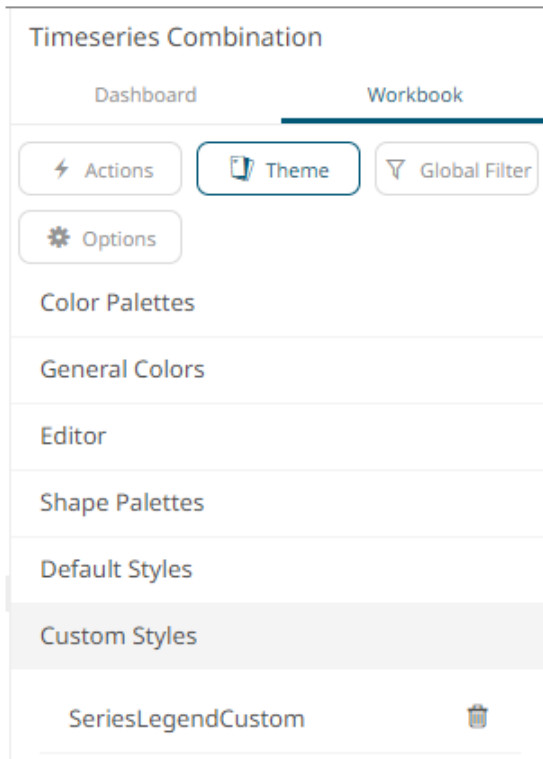 Timeseries Combination
Dashboard Workbook
Actions Theme Global Filter
Options
Color Palettes
General Colors
Editor
Shape Palettes
Default Styles
Custom Styles
SeriesLegendCustom